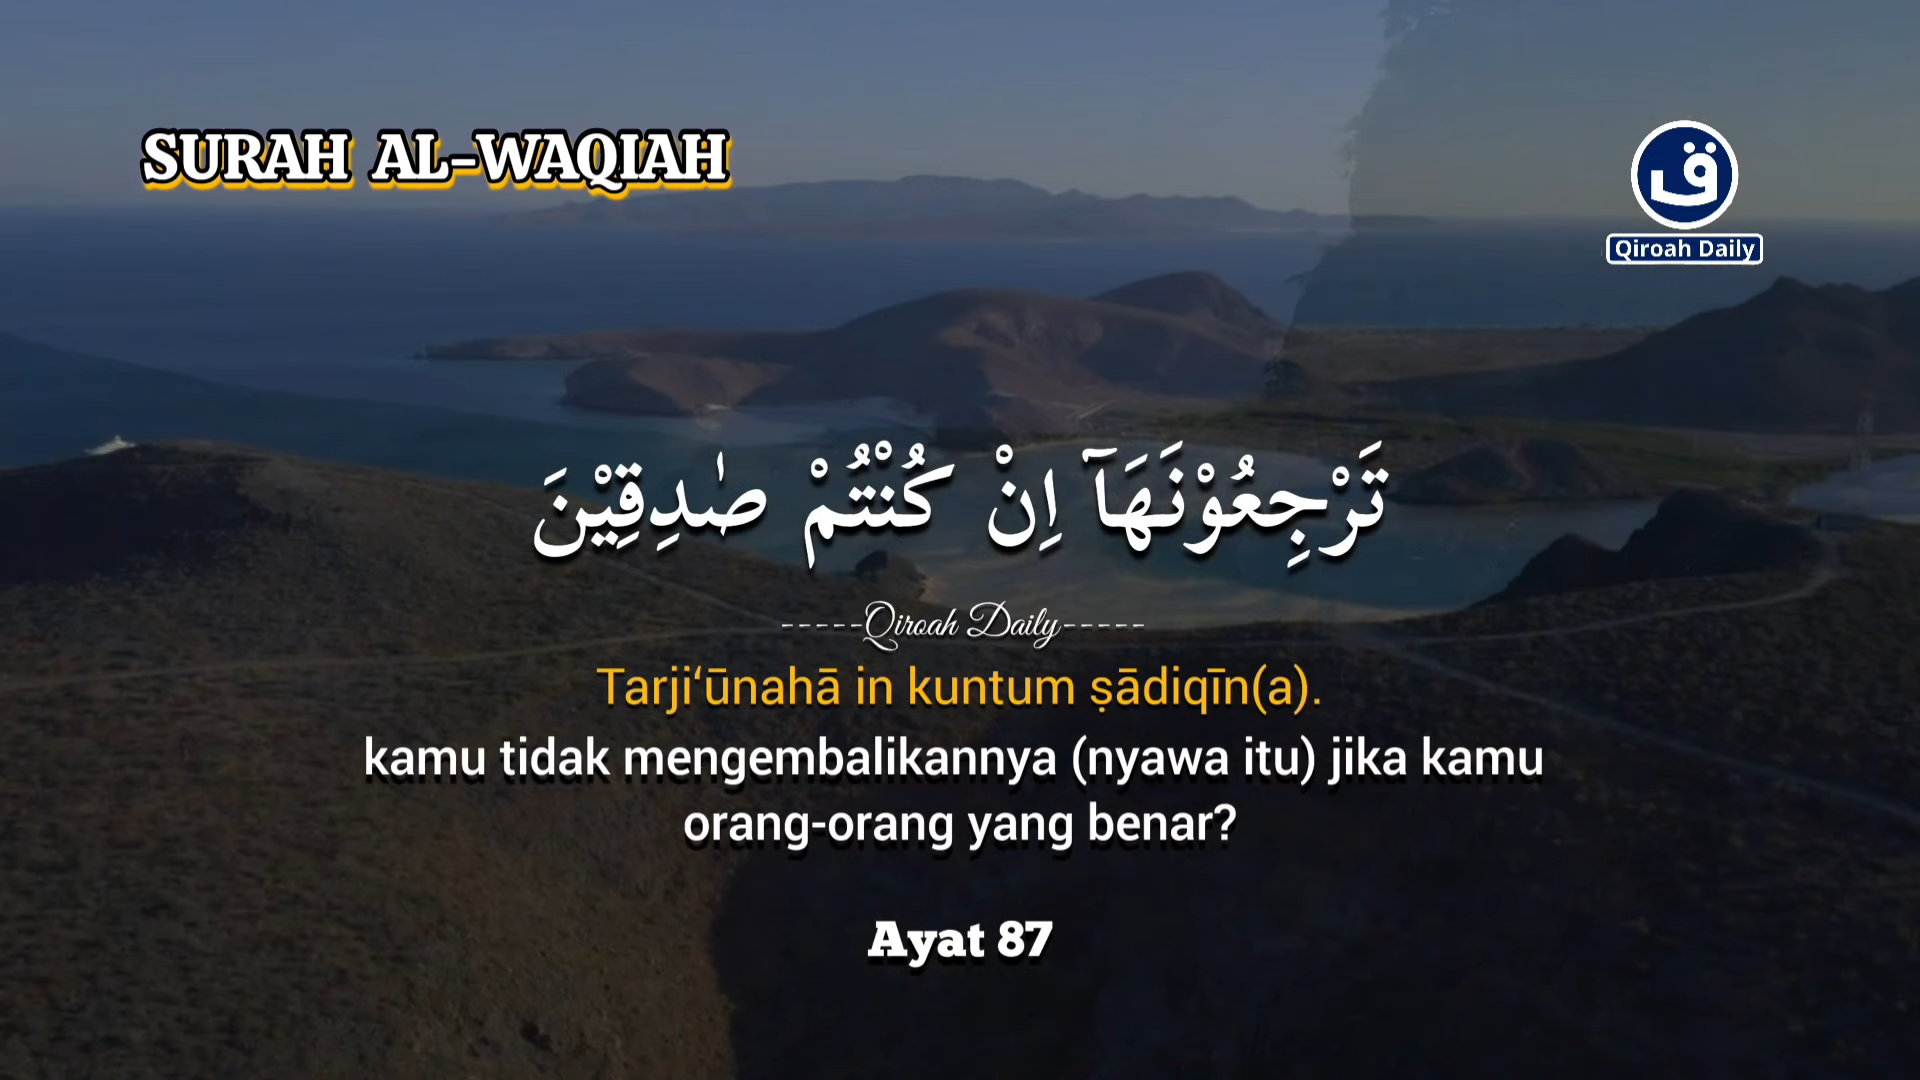 SURAH AL-WAQIAH
ق
Qiroah Daily
تَرْجِعُوْنَهَآ اِنْ كُنْتُمْ صٰدِقِيْنَ
-----Qiroah Daily-----
Tarji‘ūnahā in kuntum ṣādiqīn(a).
kamu tidak mengembalikannya (nyawa itu) jika kamu
orang-orang yang benar?
Ayat 87